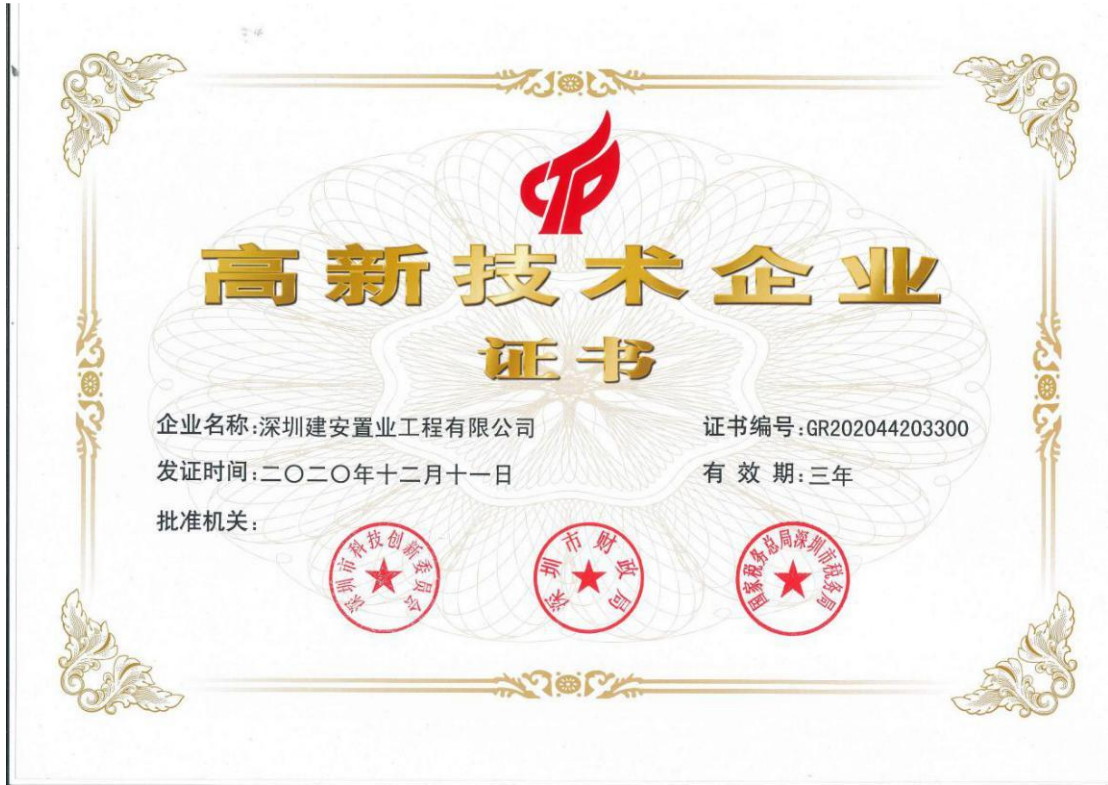 高新技术企业
证书
企业名称:深圳建安置业工程有限公司 证书编号:GR202044203300
发证时间:二〇二〇年十二月十一日 有效期:三年
批准机关:
深圳市科技创新委员会 深圳市财政局 国家税务总局深圳市税务局